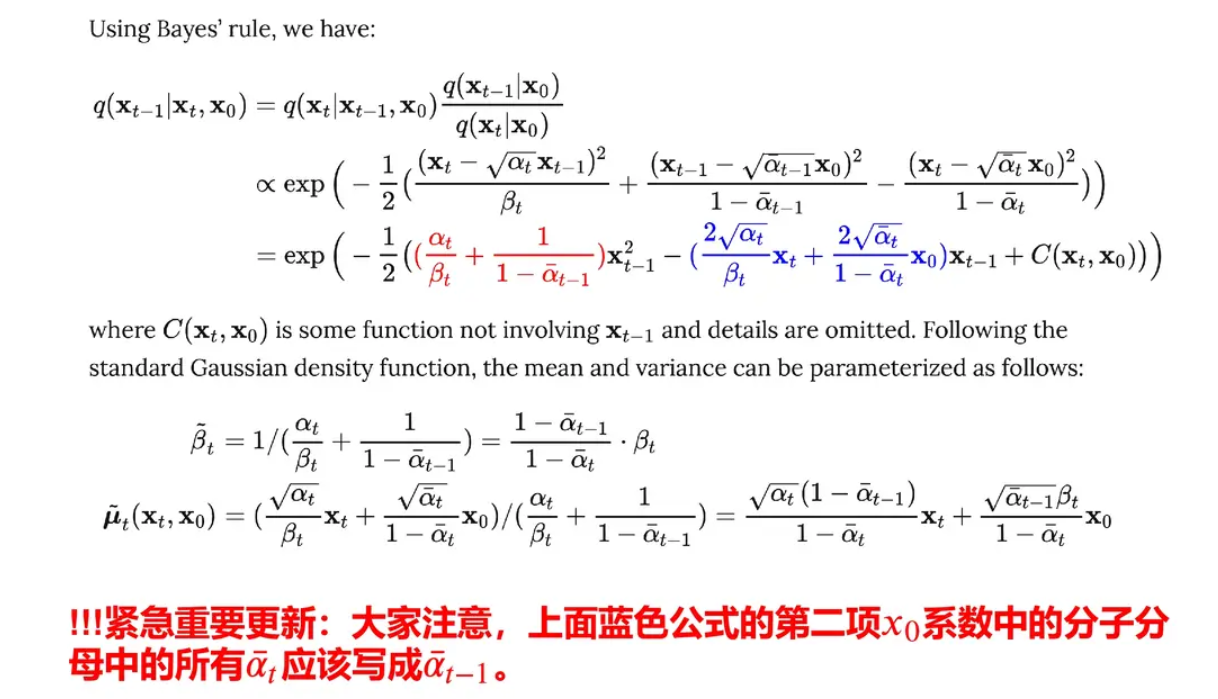 Using Bayes’ rule, we have:
$q(\mathbf{x}_{t-1}|\mathbf{x}_t, \mathbf{x}_0) = q(\mathbf{x}_t|\mathbf{x}_{t-1}, \mathbf{x}_0)\frac{q(\mathbf{x}_{t-1}|\mathbf{x}_0)}{q(\mathbf{x}_t|\mathbf{x}_0)}$
$\propto \exp\Big(-\frac{1}{2}\big(\frac{(\mathbf{x}_t - \sqrt{\alpha_t}\mathbf{x}_{t-1})^2}{\beta_t} + \frac{(\mathbf{x}_{t-1} - \sqrt{\bar{\alpha}_{t-1}}\mathbf{x}_0)^2}{1-\bar{\alpha}_{t-1}} - \frac{(\mathbf{x}_t - \sqrt{\bar{\alpha}_t}\mathbf{x}_0)^2}{1-\bar{\alpha}_t}\big)\Big)$
$= \exp\Big(-\frac{1}{2}\big((\frac{\alpha_t}{\beta_t} + \frac{1}{1-\bar{\alpha}_{t-1}})\mathbf{x}_{t-1}^2 - (\frac{2\sqrt{\alpha_t}}{\beta_t}\mathbf{x}_t + \frac{2\sqrt{\bar{\alpha}_t}}{1-\bar{\alpha}_t}\mathbf{x}_0)\mathbf{x}_{t-1} + C(\mathbf{x}_t, \mathbf{x}_0)\big)\Big)$
where $C(\mathbf{x}_t, \mathbf{x}_0)$ is some function not involving $\mathbf{x}_{t-1}$ and details are omitted. Following the
standard Gaussian density function, the mean and variance can be parameterized as follows:
$\tilde{\beta}_t = 1/(\frac{\alpha_t}{\beta_t} + \frac{1}{1-\bar{\alpha}_{t-1}}) = \frac{1-\bar{\alpha}_{t-1}}{1-\bar{\alpha}_t} \cdot \beta_t$
$\tilde{\boldsymbol{\mu}}_t(\mathbf{x}_t, \mathbf{x}_0) = (\frac{\sqrt{\alpha_t}}{\beta_t}\mathbf{x}_t + \frac{\sqrt{\bar{\alpha}_t}}{1-\bar{\alpha}_t}\mathbf{x}_0)/(\frac{\alpha_t}{\beta_t} + \frac{1}{1-\bar{\alpha}_{t-1}}) = \frac{\sqrt{\alpha_t}(1-\bar{\alpha}_{t-1})}{1-\bar{\alpha}_t}\mathbf{x}_t + \frac{\sqrt{\bar{\alpha}_{t-1}}\beta_t}{1-\bar{\alpha}_t}\mathbf{x}_0$
!!!紧急重要更新：大家注意，上面蓝色公式的第二项$x_0$系数中的分子分
母中的所有$\bar{\alpha}_t$应该写成$\bar{\alpha}_{t-1}$。